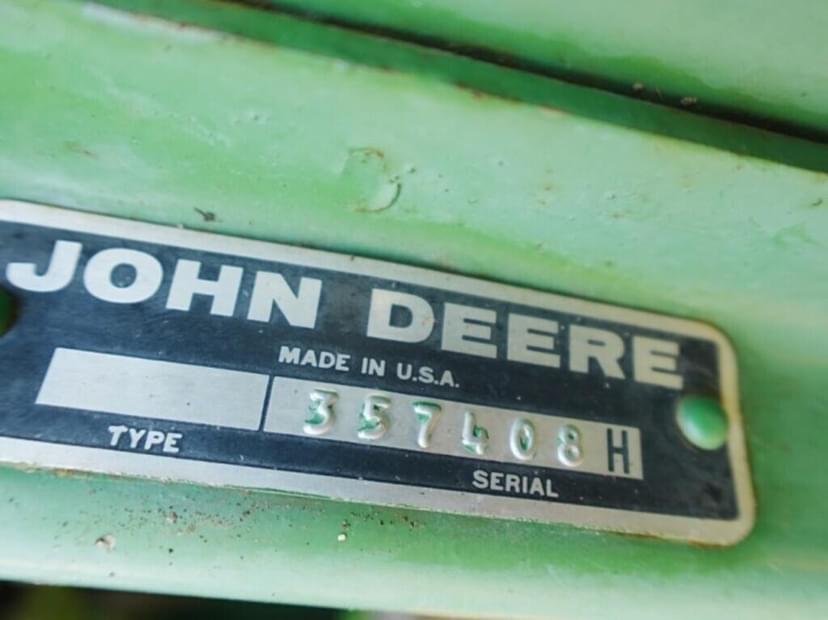 JOHN DEERE
MADE IN U.S.A.
357408 H
TYPE
SERIAL